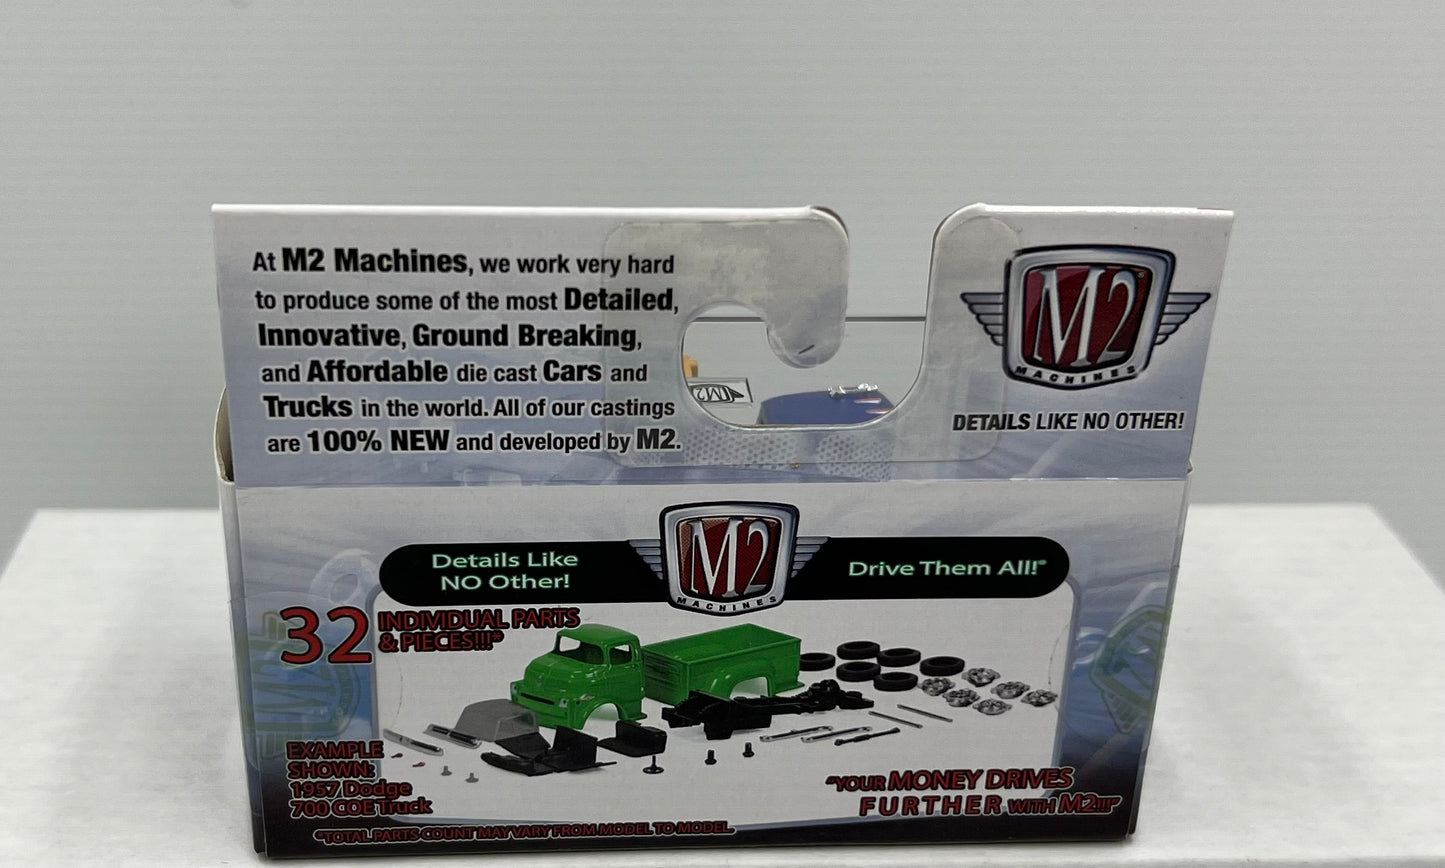 At M2 Machines, we work very hard
to produce some of the most Detailed,
Innovative, Ground Breaking,
and Affordable die cast Cars and
Trucks in the world. All of our castings
are 100% NEW and developed by M2.
M2
MACHINES
DETAILS LIKE NO OTHER!
M2
Details Like
NO Other!
M2
MACHINES
Drive Them All!®
32 INDIVIDUAL PARTS
& PIECES!!!*
EXAMPLE
SHOWN:
1957 Dodge
700 COE Truck
"YOUR MONEY DRIVES
FURTHER WITH M2!!!"
*TOTAL PARTS COUNT MAY VARY FROM MODEL TO MODEL.